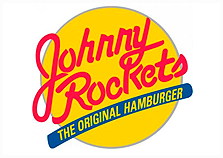 Johnny
Rockets
THE ORIGINAL HAMBURGER